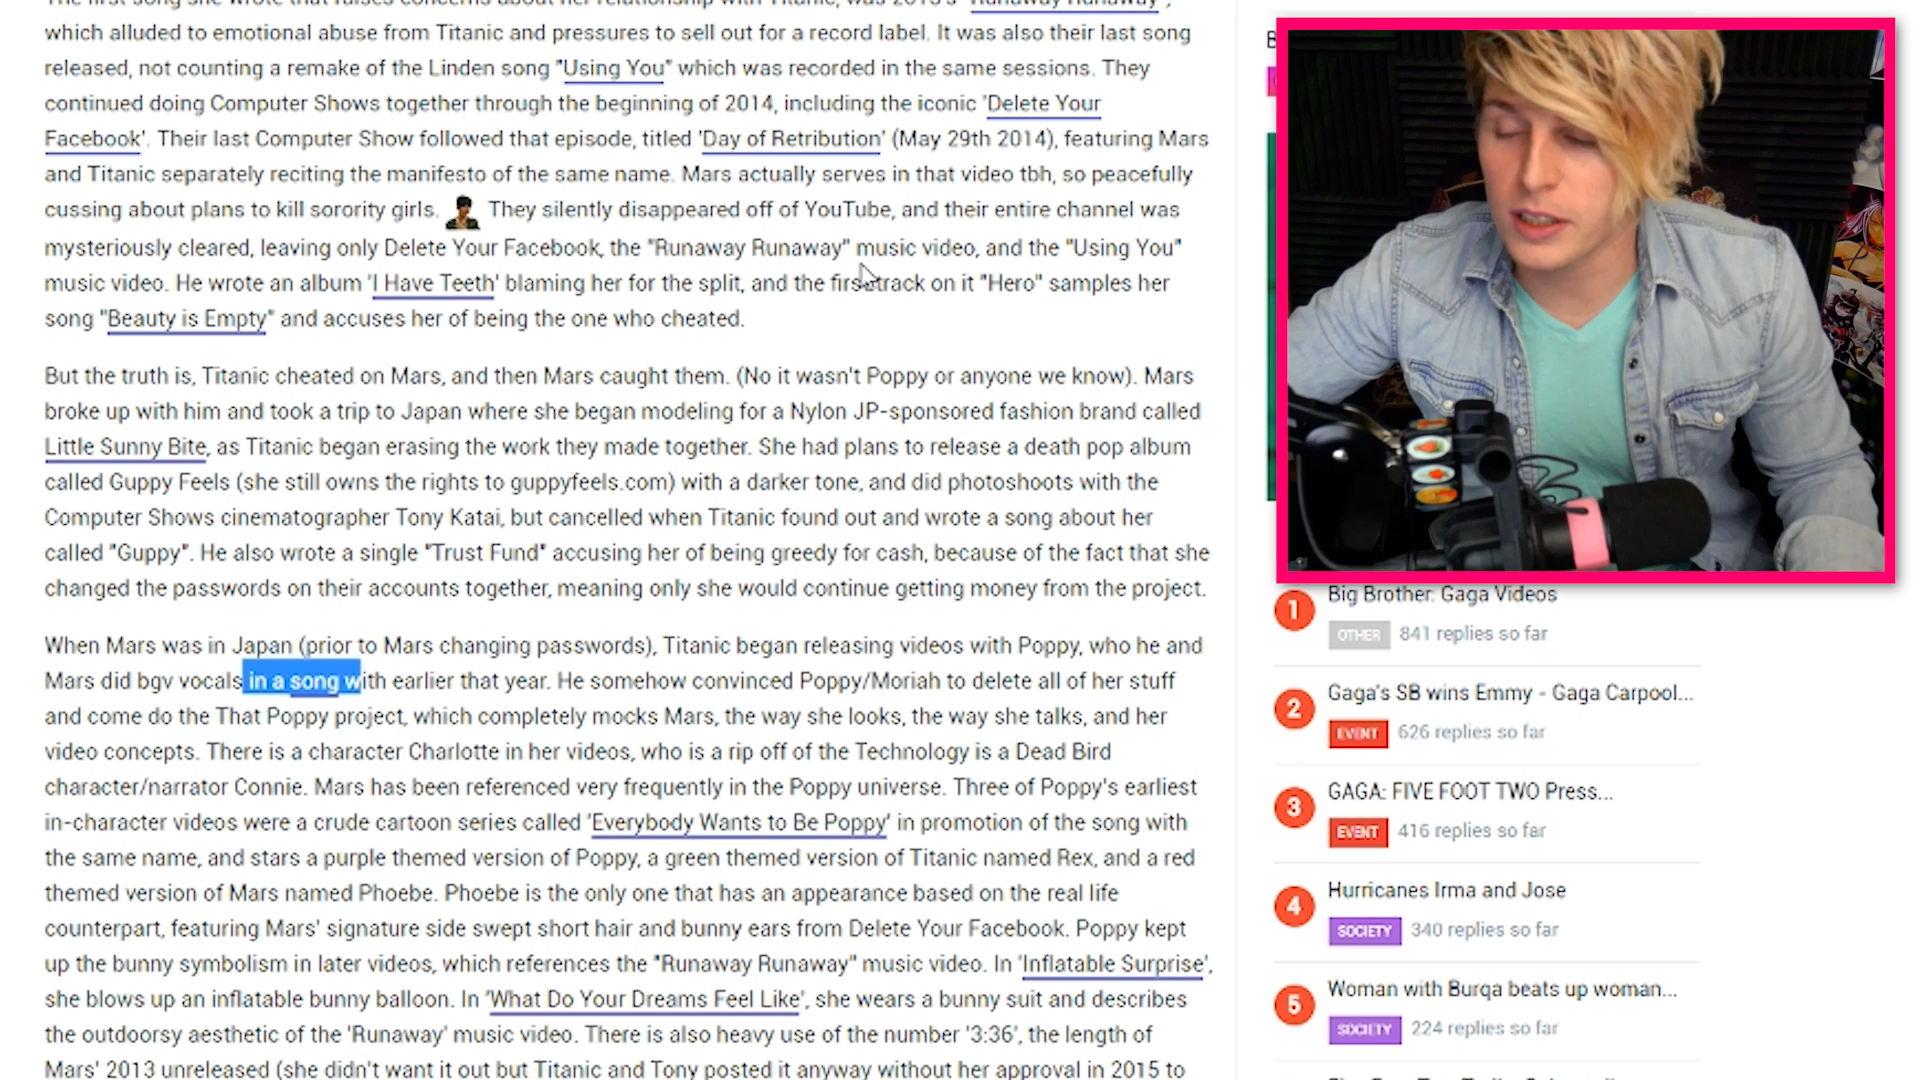 The first song she wrote that raises concerns about her relationship with Titanic, was 2013's "Runaway Runaway",
which alluded to emotional abuse from Titanic and pressures to sell out for a record label. It was also their last song
released, not counting a remake of the Linden song "Using You" which was recorded in the same sessions. They
continued doing Computer Shows together through the beginning of 2014, including the iconic 'Delete Your
Facebook'. Their last Computer Show followed that episode, titled 'Day of Retribution' (May 29th 2014), featuring Mars
and Titanic separately reciting the manifesto of the same name. Mars actually serves in that video tbh, so peacefully
cussing about plans to kill sorority girls. They silently disappeared off of YouTube, and their entire channel was
mysteriously cleared, leaving only Delete Your Facebook, the "Runaway Runaway" music video, and the "Using You"
music video. He wrote an album 'I Have Teeth' blaming her for the split, and the first track on it "Hero" samples her
song "Beauty is Empty" and accuses her of being the one who cheated.
But the truth is, Titanic cheated on Mars, and then Mars caught them. (No it wasn't Poppy or anyone we know). Mars
broke up with him and took a trip to Japan where she began modeling for a Nylon JP-sponsored fashion brand called
Little Sunny Bite, as Titanic began erasing the work they made together. She had plans to release a death pop album
called Guppy Feels (she still owns the rights to guppyfeels.com) with a darker tone, and did photoshoots with the
Computer Shows cinematographer Tony Katai, but cancelled when Titanic found out and wrote a song about her
called "Guppy". He also wrote a single "Trust Fund" accusing her of being greedy for cash, because of the fact that she
changed the passwords on their accounts together, meaning only she would continue getting money from the project.
When Mars was in Japan (prior to Mars changing passwords), Titanic began releasing videos with Poppy, who he and
Mars did bgv vocals in a song with earlier that year. He somehow convinced Poppy/Moriah to delete all of her stuff
and come do the That Poppy project, which completely mocks Mars, the way she looks, the way she talks, and her
video concepts. There is a character Charlotte in her videos, who is a rip off of the Technology is a Dead Bird
character/narrator Connie. Mars has been referenced very frequently in the Poppy universe. Three of Poppy's earliest
in-character videos were a crude cartoon series called 'Everybody Wants to Be Poppy' in promotion of the song with
the same name, and stars a purple themed version of Poppy, a green themed version of Titanic named Rex, and a red
themed version of Mars named Phoebe. Phoebe is the only one that has an appearance based on the real life
counterpart, featuring Mars' signature side swept short hair and bunny ears from Delete Your Facebook. Poppy kept
up the bunny symbolism in later videos, which references the "Runaway Runaway" music video. In 'Inflatable Surprise',
she blows up an inflatable bunny balloon. In 'What Do Your Dreams Feel Like', she wears a bunny suit and describes
the outdoorsy aesthetic of the 'Runaway' music video. There is also heavy use of the number '3:36', the length of
Mars' 2013 unreleased (she didn't want it out but Titanic and Tony posted it anyway without her approval in 2015 to
1
Big Brother: Gaga Videos
OTHER 841 replies so far
2
Gaga's SB wins Emmy - Gaga Carpool...
EVENT 626 replies so far
3
GAGA: FIVE FOOT TWO Press...
EVENT 416 replies so far
4
Hurricanes Irma and Jose
SOCIETY 340 replies so far
5
Woman with Burqa beats up woman...
SOCIETY 224 replies so far